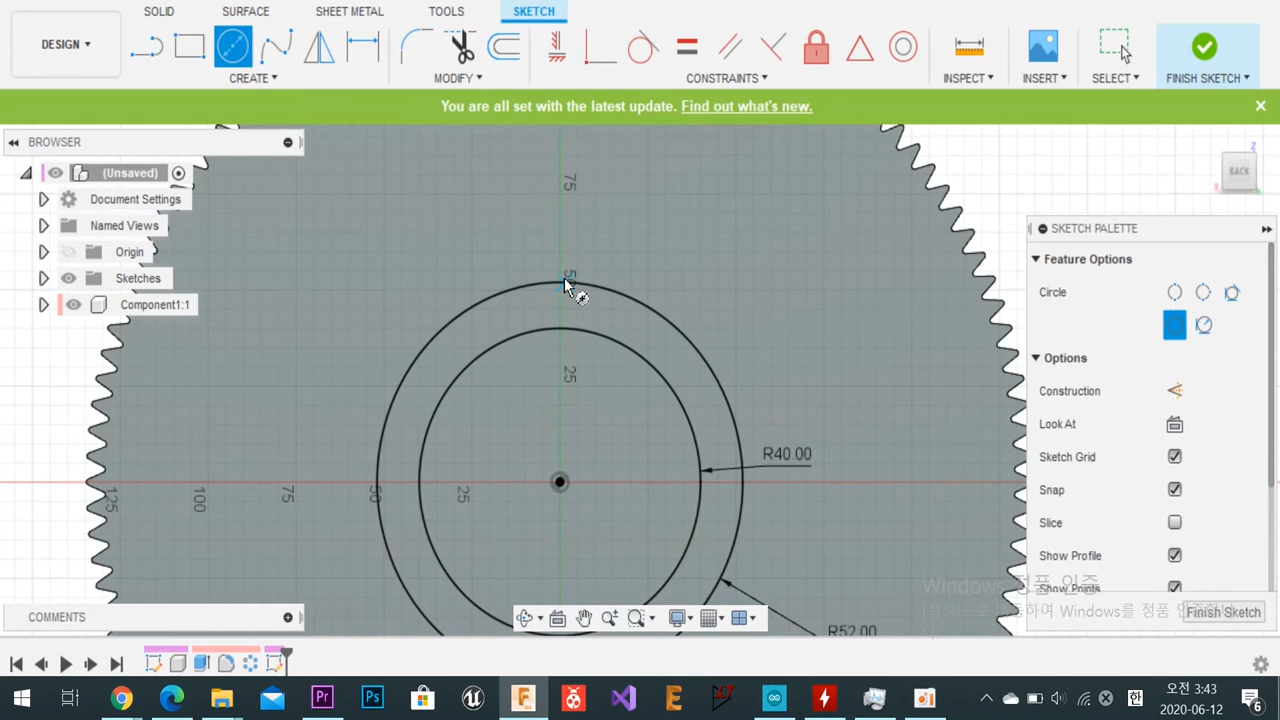 SOLID SURFACE SHEET METAL TOOLS SKETCH
DESIGN
CREATE MODIFY CONSTRAINTS INSPECT INSERT SELECT FINISH SKETCH
You are all set with the latest update. Find out what's new.
BROWSER
(Unsaved)
Document Settings
Named Views
Origin
Sketches
Component1:1
BACK
Z
SKETCH PALETTE
Feature Options
Circle
Options
Construction
Look At
Sketch Grid
Snap
Slice
Show Profile
Show Points
75
25
R40.00
125 100 75 50 25
R52.00
Windows 정품 인증
Windows를 정품
Finish Sketch
COMMENTS
Pr
Ps
한
오전 3:43
2020-06-12
6